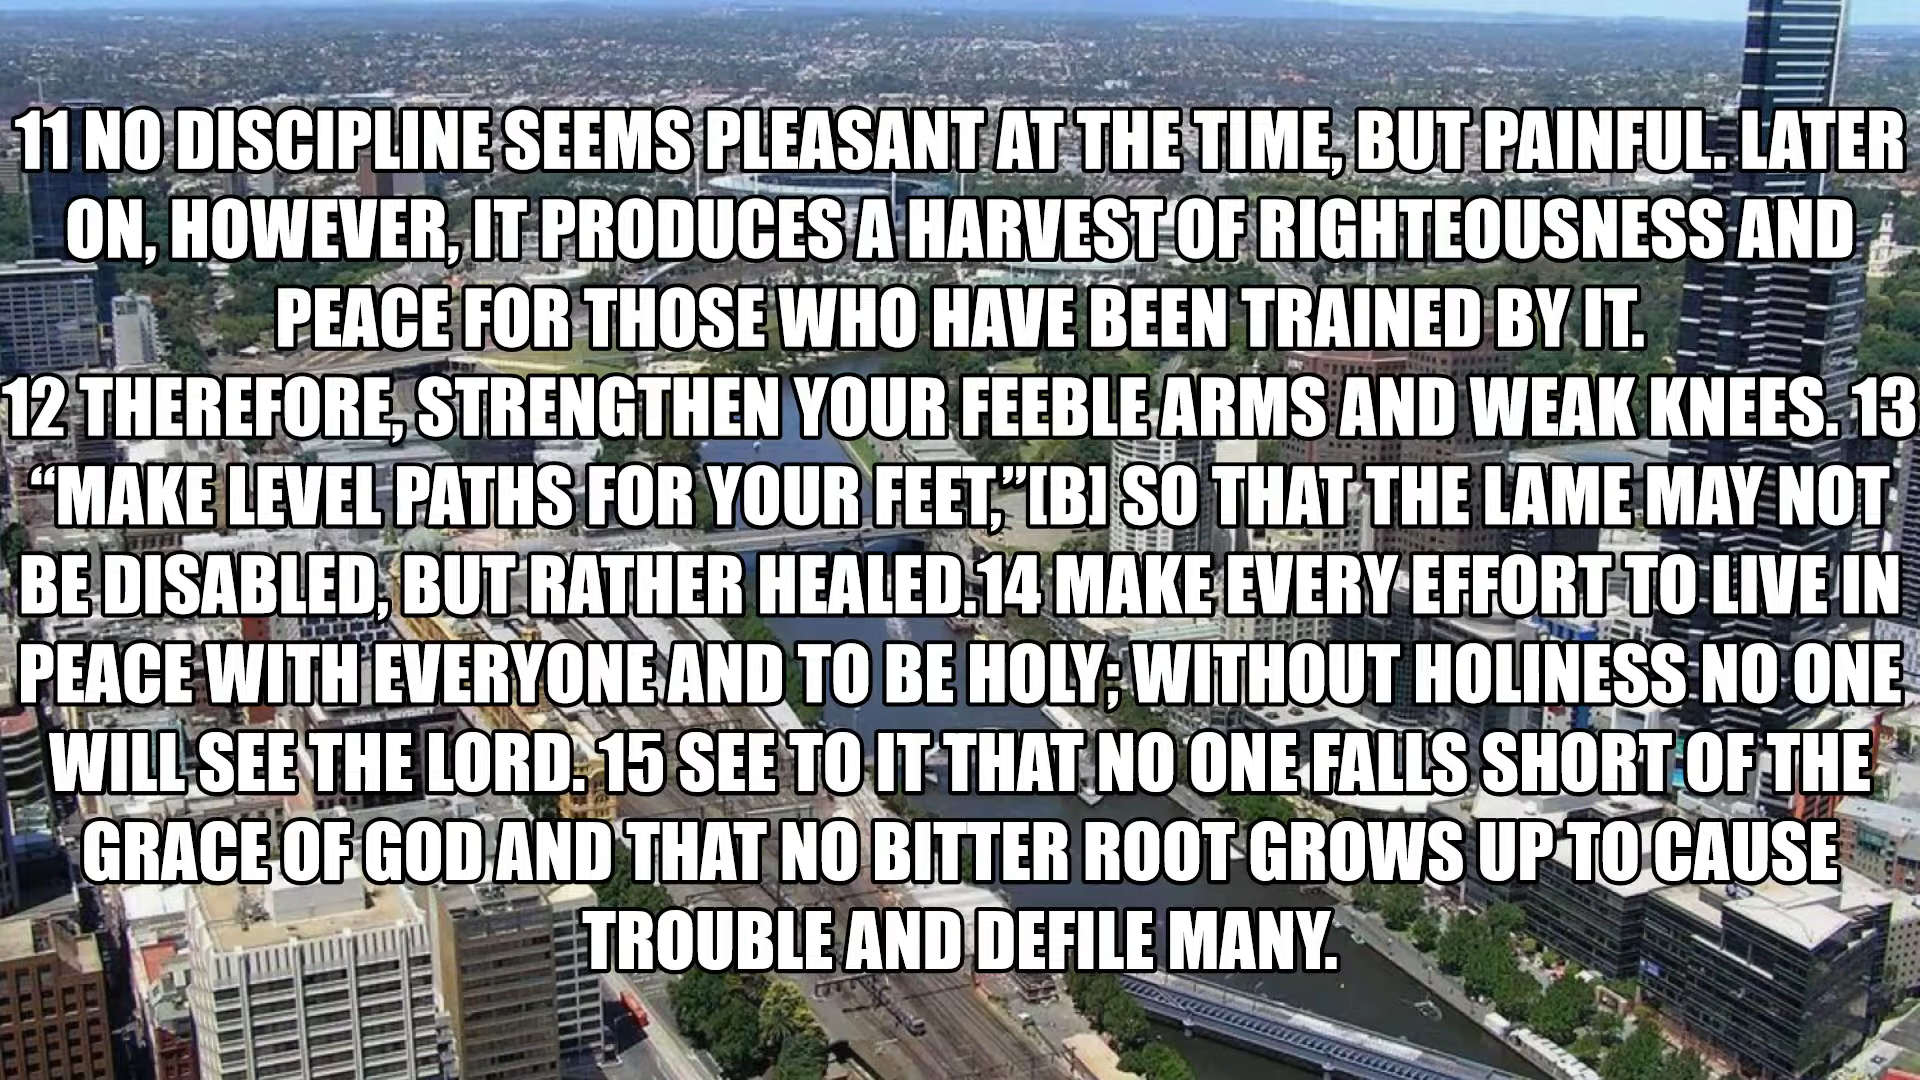 11 NO DISCIPLINE SEEMS PLEASANT AT THE TIME, BUT PAINFUL. LATER
ON, HOWEVER, IT PRODUCES A HARVEST OF RIGHTEOUSNESS AND
PEACE FOR THOSE WHO HAVE BEEN TRAINED BY IT.
12 THEREFORE, STRENGTHEN YOUR FEEBLE ARMS AND WEAK KNEES. 13
“MAKE LEVEL PATHS FOR YOUR FEET,”[B] SO THAT THE LAME MAY NOT
BE DISABLED, BUT RATHER HEALED.14 MAKE EVERY EFFORT TO LIVE IN
PEACE WITH EVERYONE AND TO BE HOLY; WITHOUT HOLINESS NO ONE
WILL SEE THE LORD. 15 SEE TO IT THAT NO ONE FALLS SHORT OF THE
GRACE OF GOD AND THAT NO BITTER ROOT GROWS UP TO CAUSE
TROUBLE AND DEFILE MANY.